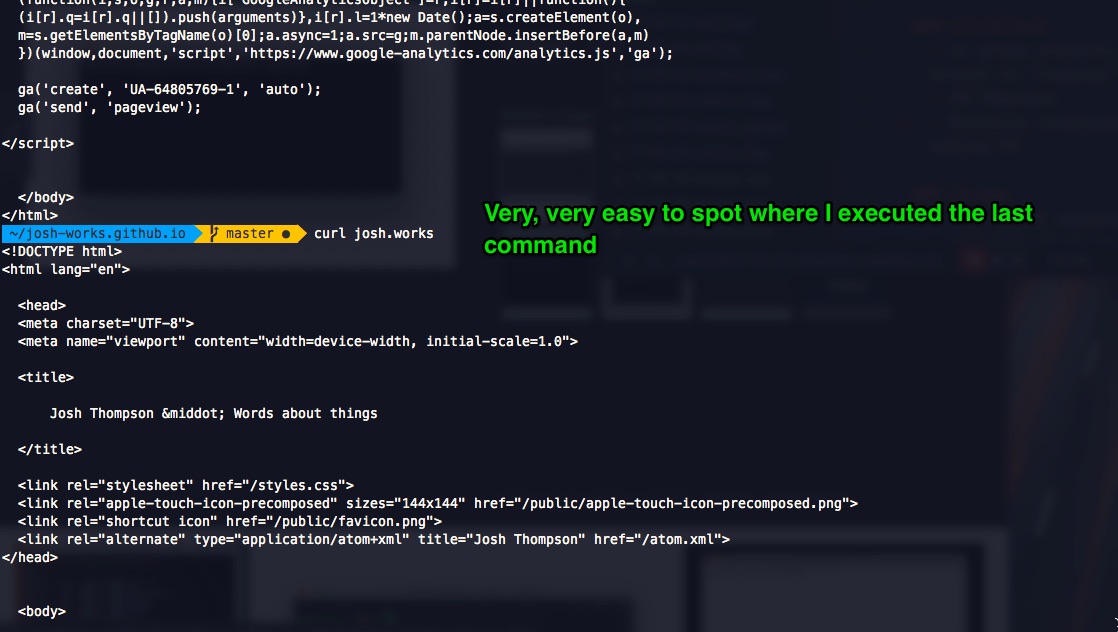 (function(i,s,o,g,r,a,m){i['GoogleAnalyticsObject']=r;i[r]=i[r]||function(){
(i[r].q=i[r].q||[]).push(arguments)},i[r].l=1*new Date();a=s.createElement(o),
m=s.getElementsByTagName(o)[0];a.async=1;a.src=g;m.parentNode.insertBefore(a,m)
})(window,document,'script','https://www.google-analytics.com/analytics.js','ga');
ga('create', 'UA-64805769-1', 'auto');
ga('send', 'pageview');
</script>
</body>
</html>
Very, very easy to spot where I executed the last
command
~/josh-works.github.io master ● curl josh.works
<!DOCTYPE html>
<html lang="en">
<head>
<meta charset="UTF-8">
<meta name="viewport" content="width=device-width, initial-scale=1.0">
<title>
Josh Thompson &middot; Words about things
</title>
<link rel="stylesheet" href="/styles.css">
<link rel="apple-touch-icon-precomposed" sizes="144x144" href="/public/apple-touch-icon-precomposed.png">
<link rel="shortcut icon" href="/public/favicon.png">
<link rel="alternate" type="application/atom+xml" title="Josh Thompson" href="/atom.xml">
</head>
<body>